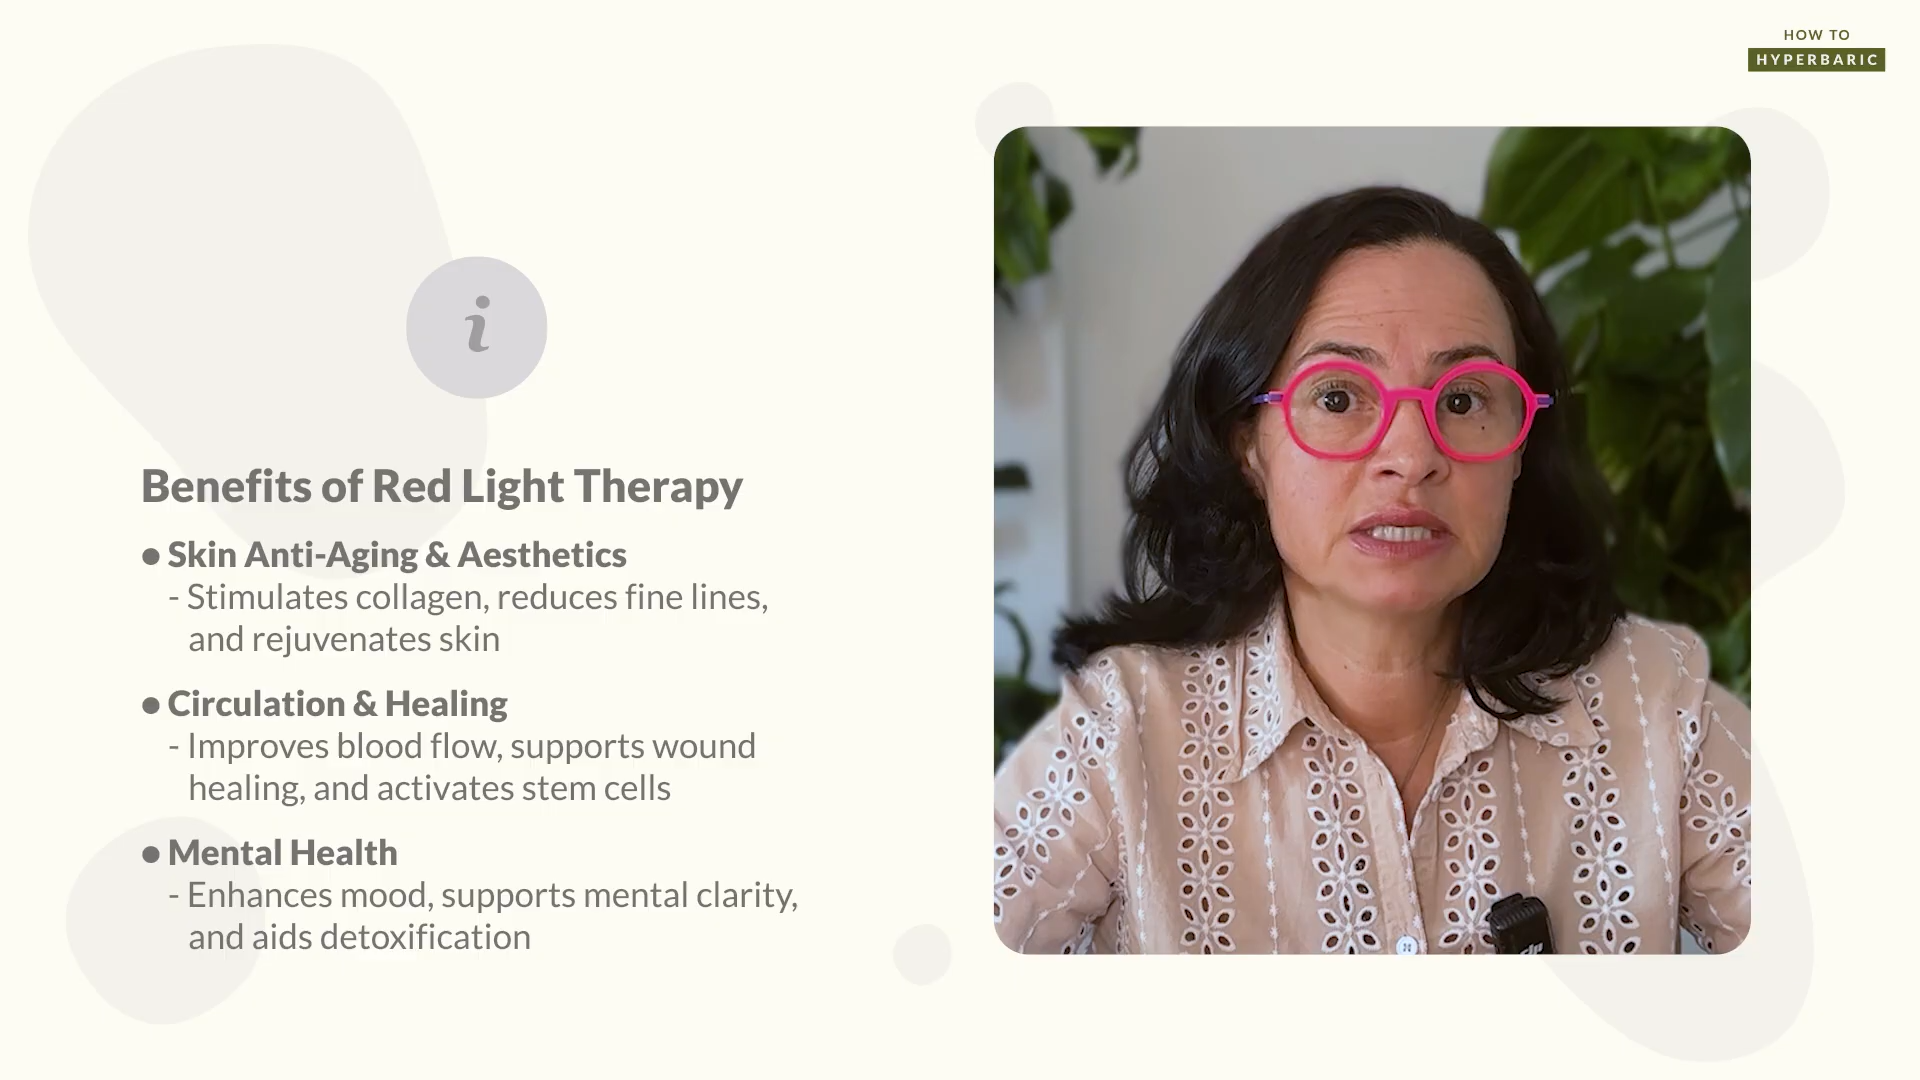 HOW TO
HYPERBARIC
i
Benefits of Red Light Therapy
● Skin Anti-Aging & Aesthetics
- Stimulates collagen, reduces fine lines,
and rejuvenates skin
● Circulation & Healing
- Improves blood flow, supports wound
healing, and activates stem cells
● Mental Health
- Enhances mood, supports mental clarity,
and aids detoxification